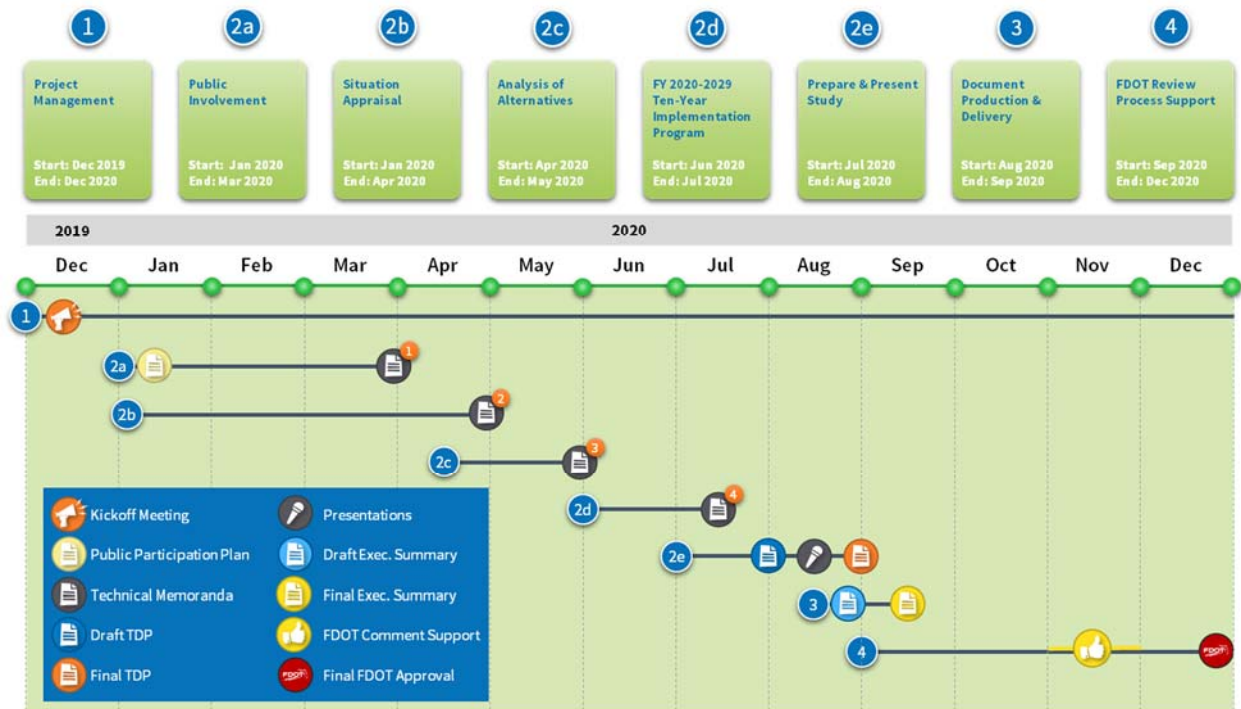 1 2a 2b 2c 2d 2e 3 4
Project
Management
Start: Dec 2019
End: Dec 2020
Public
Involvement
Start: Jan 2020
End: Mar 2020
Situation
Appraisal
Start: Jan 2020
End: Apr 2020
Analysis of
Alternatives
Start: Apr 2020
End: May 2020
FY 2020-2029
Ten-Year
Implementation
Program
Start: Jun 2020
End: Jul 2020
Prepare & Present
Study
Start: Jul 2020
End: Aug 2020
Document
Production &
Delivery
Start: Aug 2020
End: Sep 2020
FDOT Review
Process Support
Start: Sep 2020
End: Dec 2020
2019 2020
Dec Jan Feb Mar Apr May Jun Jul Aug Sep Oct Nov Dec
1
2a 1
2b 2
2c 3
2d 4
2e
3
4 FDOT
Kickoff Meeting
Public Participation Plan
Technical Memoranda
Draft TDP
Final TDP
Presentations
Draft Exec. Summary
Final Exec. Summary
FDOT Comment Support
FDOT Final FDOT Approval